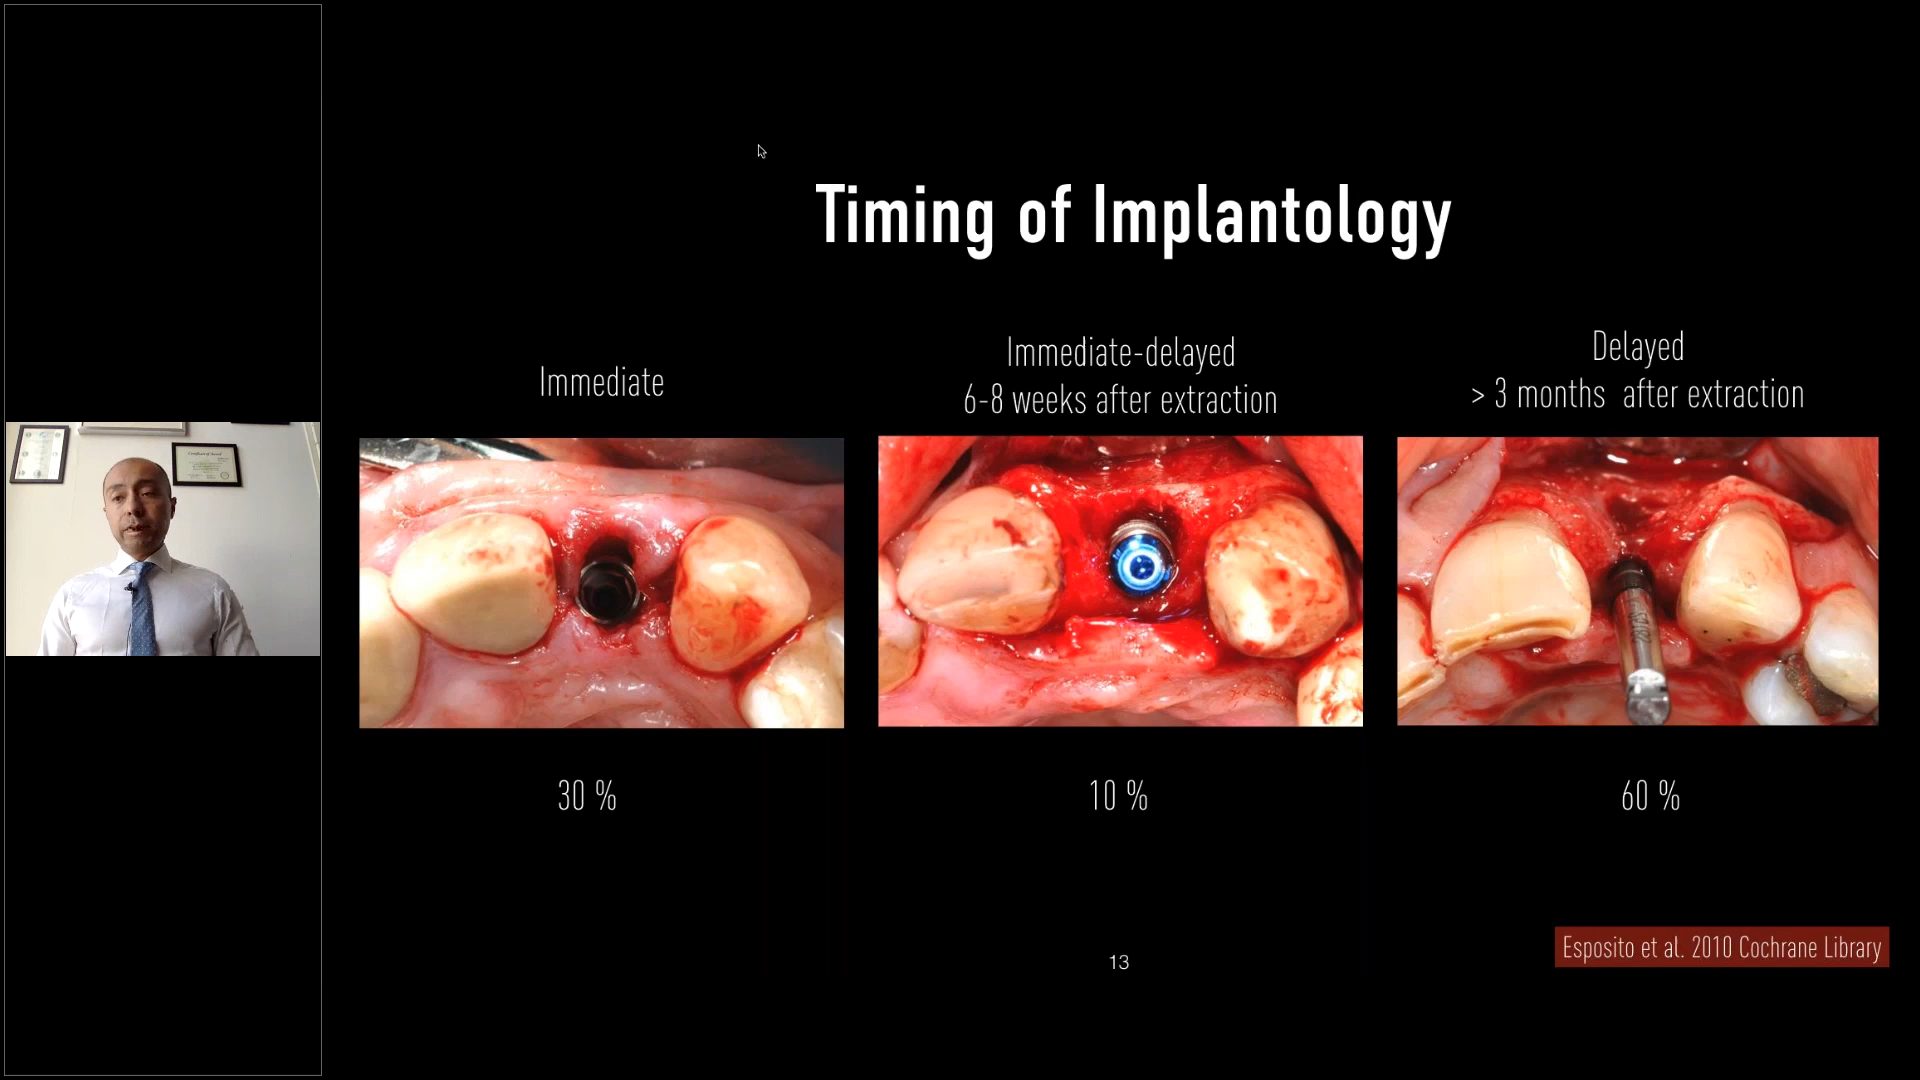 Timing of Implantology
Immediate
Immediate-delayed
6-8 weeks after extraction
Delayed
> 3 months after extraction
30 %
10 %
60 %
Esposito et al. 2010 Cochrane Library
13